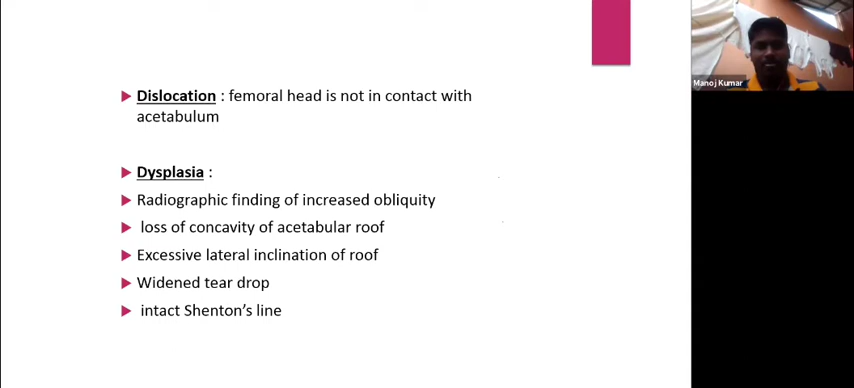 Dislocation : femoral head is not in contact with
acetabulum
Dysplasia :
Radiographic finding of increased obliquity
loss of concavity of acetabular roof
Excessive lateral inclination of roof
Widened tear drop
intact Shenton's line
Manoj Kumar